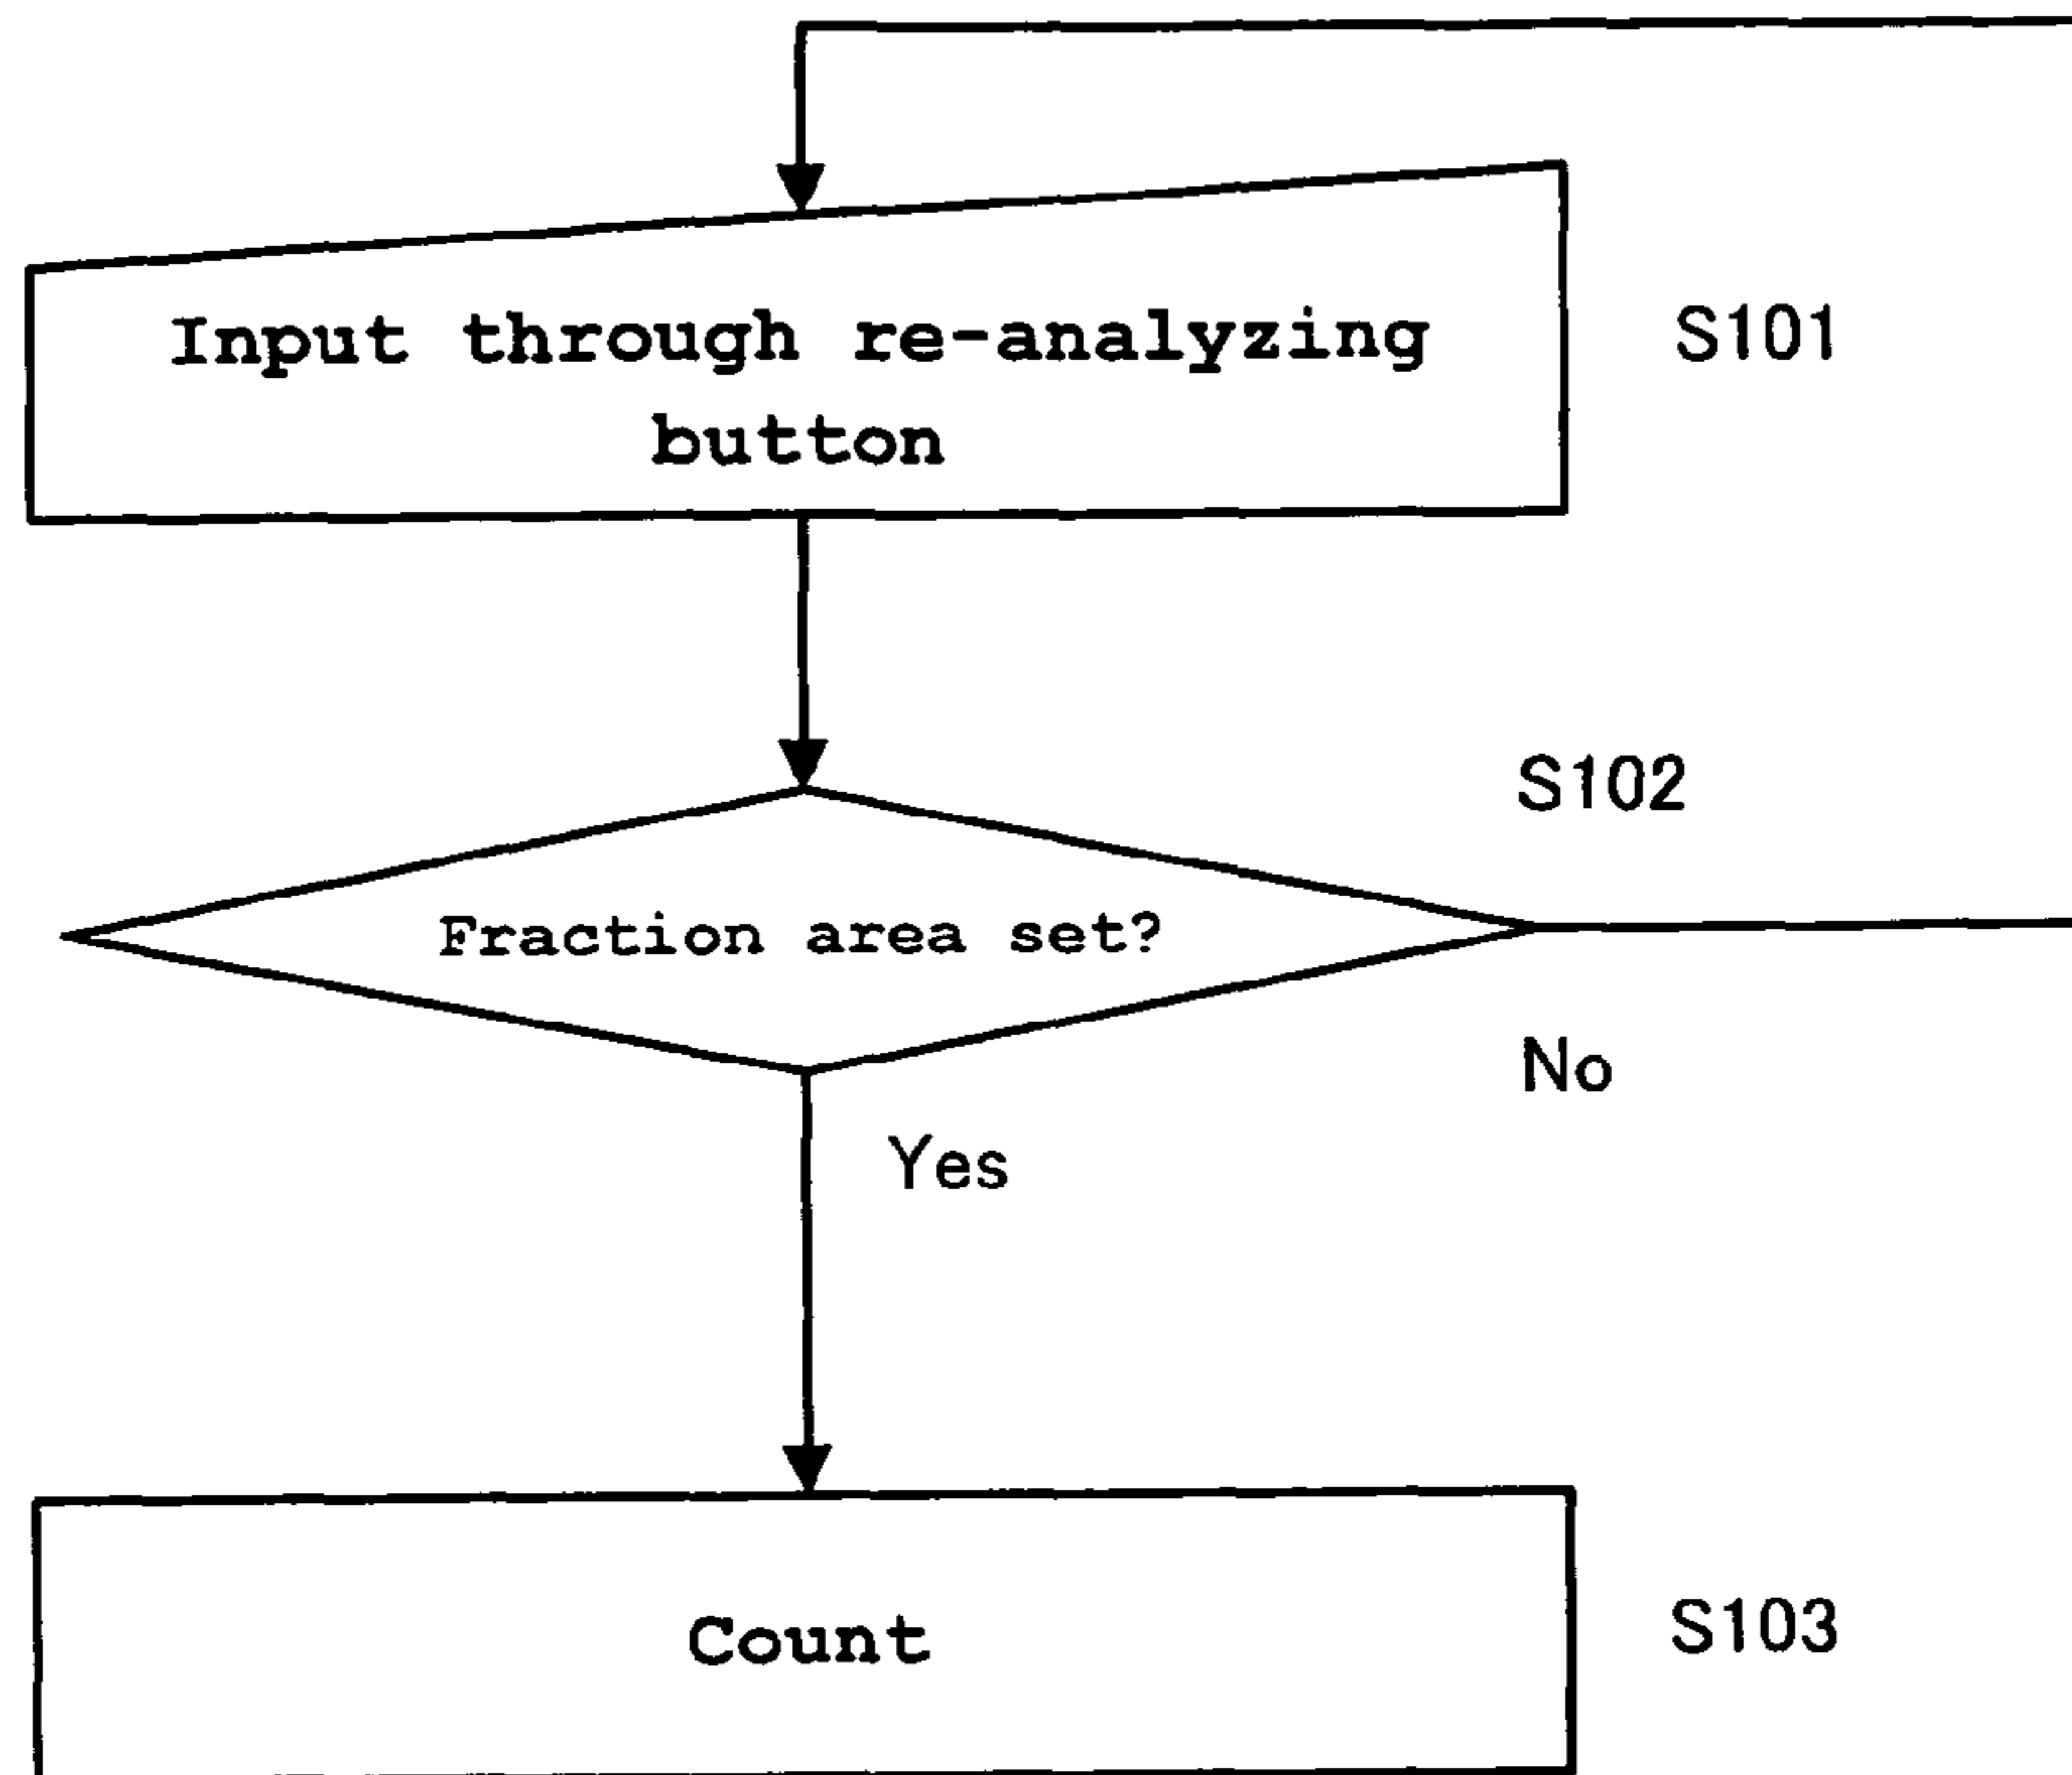 Input through re-analyzing
button
S101
S102
Fraction area set?
No
Yes
Count
S103